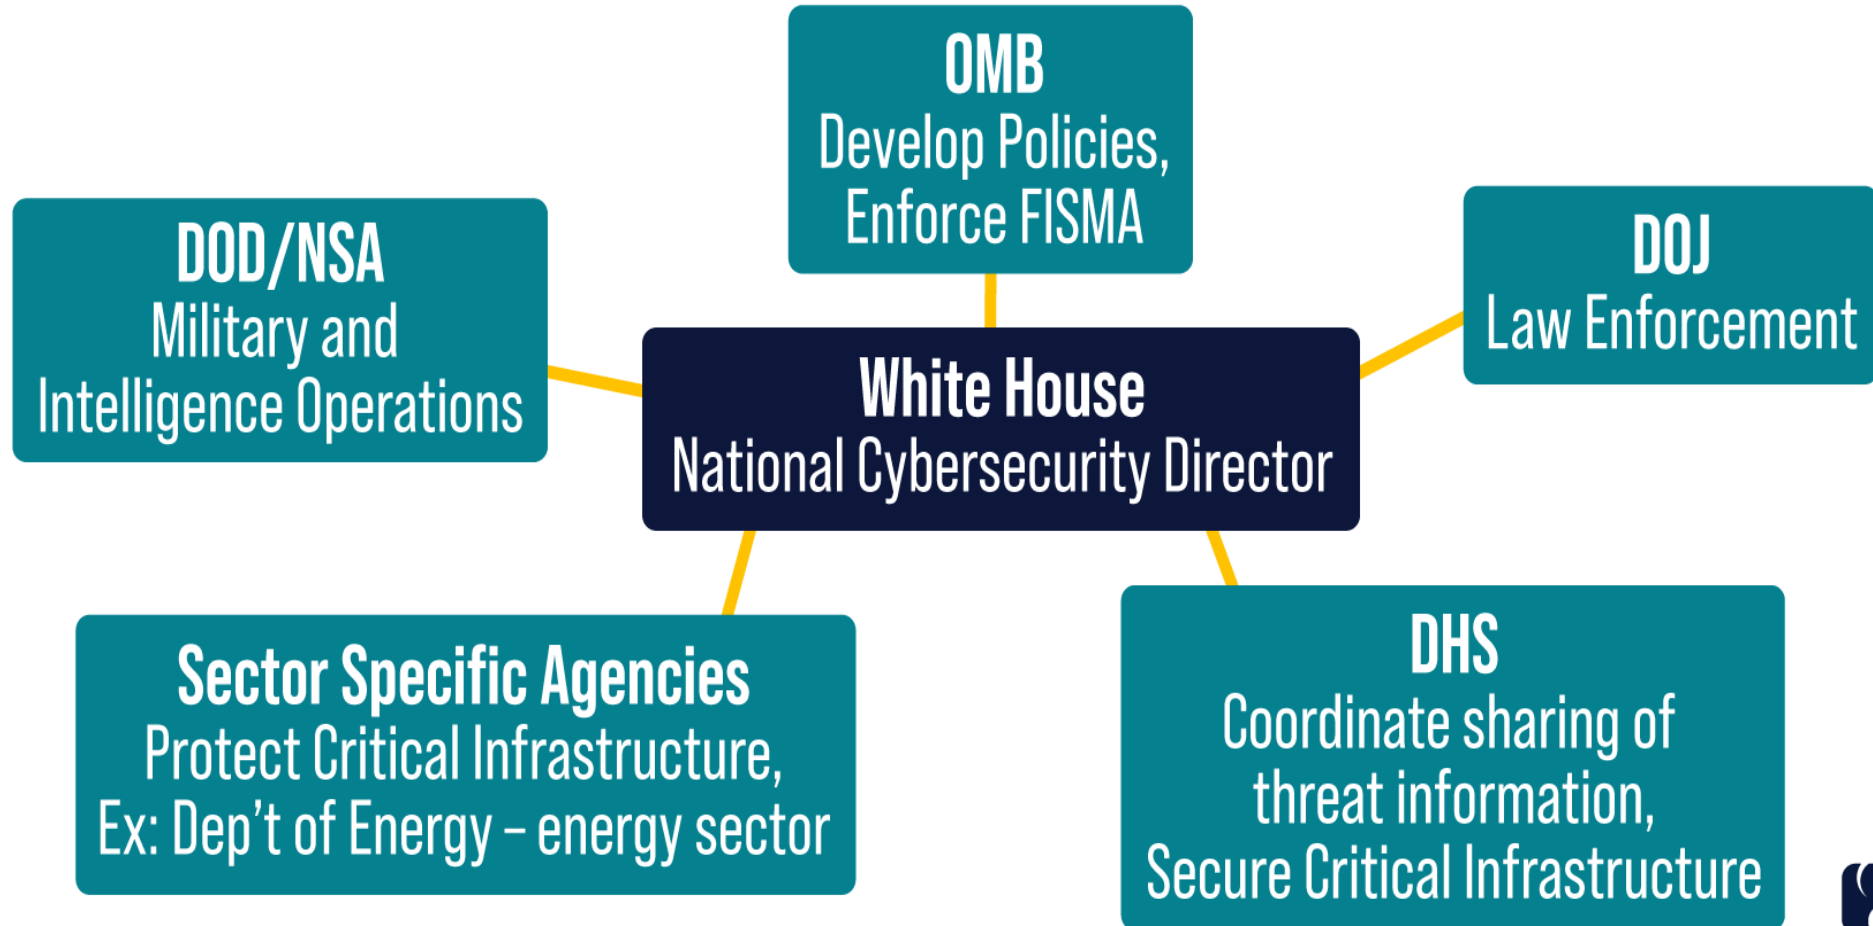 OMB
Develop Policies,
Enforce FISMA
DOD/NSA
Military and
Intelligence Operations
DOJ
Law Enforcement
White House
National Cybersecurity Director
Sector Specific Agencies
Protect Critical Infrastructure,
Ex: Dep’t of Energy – energy sector
DHS
Coordinate sharing of
threat information,
Secure Critical Infrastructure